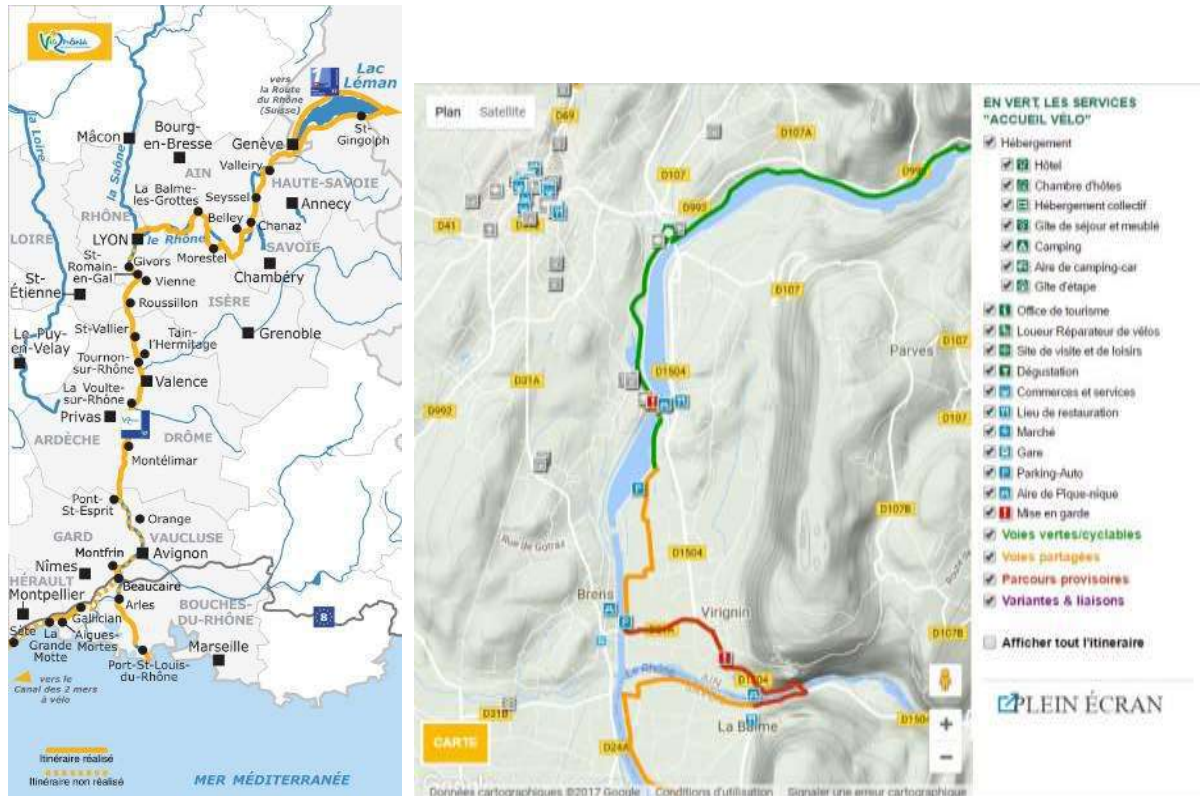 ViaRhôna
vers
la Route
du Rhône
(Suisse)
Lac
Léman
St-
Gingolph
Genève
Mâcon
Bourg-
en-Bresse
AIN
la Loire
la Saône
Valleiry
HAUTE-SAVOIE
La Balme-
les-Grottes
Seyssel
Annecy
RHÔNE
Belley
Chanaz
LOIRE
LYON
le Rhône
SAVOIE
Morestel
Chambéry
St-
Romain-
en-Gal
Givors
Vienne
St-
Étienne
ISÈRE
Roussillon
St-Vallier
Tain-
l'Hermitage
Grenoble
Le-Puy-
en-Velay
Tournon-
sur-Rhône
Valence
La Voulte-
sur-Rhône
Privas
ARDÈCHE
DRÔME
Montélimar
Pont-
St-Esprit
Orange
GARD
VAUCLUSE
Montfrin
Avignon
Nîmes
HÉRAULT
Beaucaire
Montpellier
Arles
BOUCHES-
DU-RHÔNE
8
Gallician
Sète
La
Grande
Motte
Aigues-
Mortes
Marseille
Port-St-Louis-
du-Rhône
vers le
Canal des 2 mers
à vélo
Itinéraire réalisé
Itinéraire non réalisé
MER MÉDITERRANÉE
Plan
Satellite
D69
D107A
D107
D992
D41
D107
D107
Parves
D1504
D31A
D992
D107
D107B
Rue de Gotrax
D1504
Brens
Virignin
D107B
D1504
Le Rhône
AIN
D31B
La Balme
D1504
D24A
CARTE
Google
Données cartographiques ©2017 Google
Conditions d'utilisation
Signaler une erreur cartographique
EN VERT, LES SERVICES
"ACCUEIL VÉLO"
Hébergement
Hôtel
Chambre d'hôtes
Hébergement collectif
Gîte de séjour et meublé
Camping
Aire de camping-car
Gîte d'étape
Office de tourisme
Loueur Réparateur de vélos
Site de visite et de loisirs
Dégustation
Commerces et services
Lieu de restauration
Marché
Gare
Parking-Auto
Aire de Pique-nique
Mise en garde
Voies vertes/cyclables
Voies partagées
Parcours provisoires
Variantes & liaisons
Afficher tout l'itineraire
PLEIN ÉCRAN